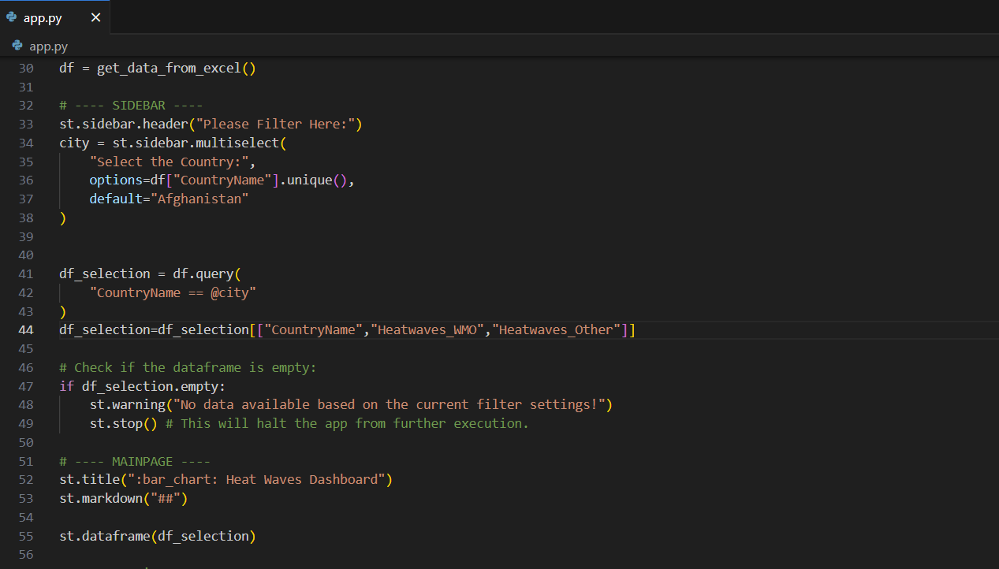 app.py
app.py
30 df = get_data_from_excel()
31
32 # ---- SIDEBAR ----
33 st.sidebar.header("Please Filter Here:")
34 city = st.sidebar.multiselect(
35     "Select the Country:",
36     options=df["CountryName"].unique(),
37     default="Afghanistan"
38 )
39
40
41 df_selection = df.query(
42     "CountryName == @city"
43 )
44 df_selection=df_selection[["CountryName","Heatwaves_WMO","Heatwaves_Other"]]
45
46 # Check if the dataframe is empty:
47 if df_selection.empty:
48     st.warning("No data available based on the current filter settings!")
49     st.stop() # This will halt the app from further execution.
50
51 # ---- MAINPAGE ----
52 st.title(":bar_chart: Heat Waves Dashboard")
53 st.markdown("##")
54
55 st.dataframe(df_selection)
56